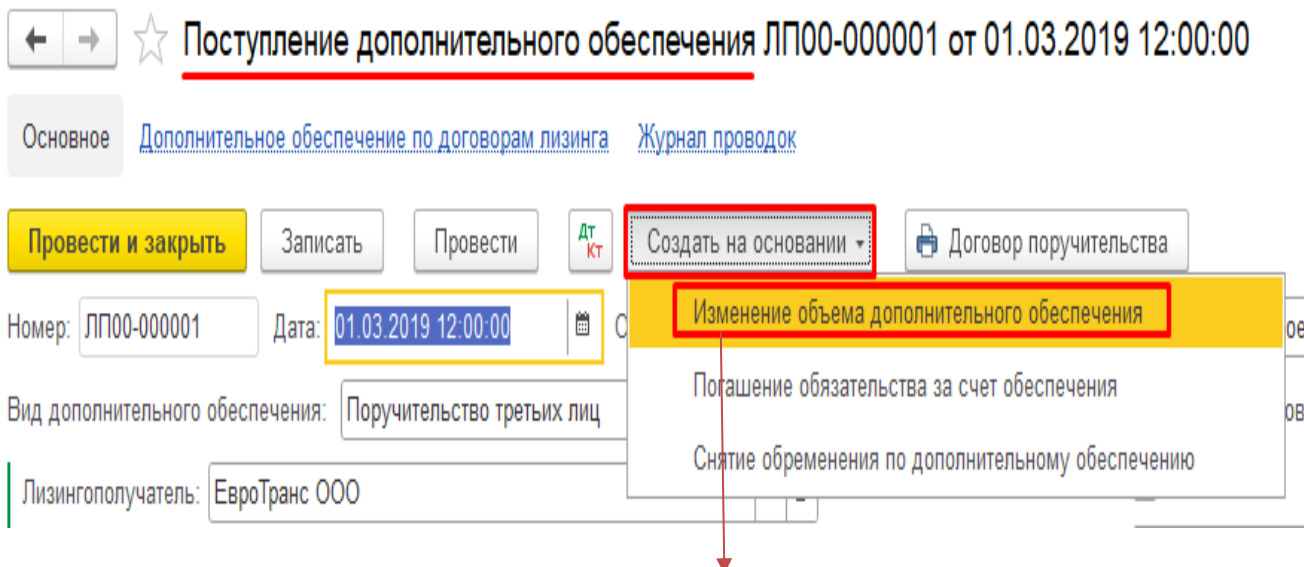 Поступление дополнительного обеспечения ЛП00-000001 от 01.03.2019 12:00:00
Основное Дополнительное обеспечение по договорам лизинга Журнал проводок
Провести и закрыть Записать Провести Дт Кт Создать на основании Договор поручительства
Изменение объема дополнительного обеспечения
Номер: ЛП00-000001 Дата: 01.03.2019 12:00:00
Погашение обязательства за счет обеспечения
Вид дополнительного обеспечения: Поручительство третьих лиц
Снятие обременения по дополнительному обеспечению
Лизингополучатель: ЕвроТранс ООО